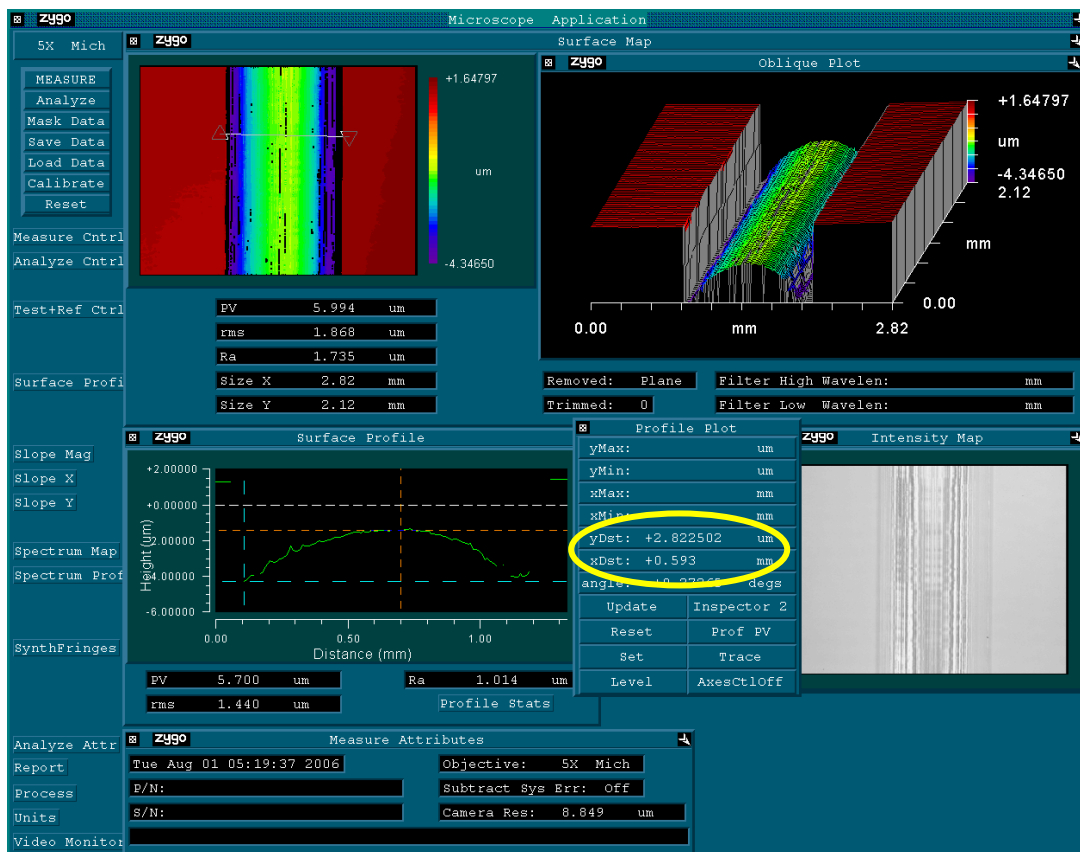 zygo Microscope Application
5X Mich
MEASURE
Analyze
Mask Data
Save Data
Load Data
Calibrate
Reset
Measure Cntrl
Analyze Cntrl
Test+Ref Ctrl
Surface Profi
Slope Mag
Slope X
Slope Y
Spectrum Map
Spectrum Prof
SynthFringes
Analyze Attr
Report
Process
Units
Video Monitor
zygo Surface Map
+1.64797
um
-4.34650
PV 5.994 um
rms 1.868 um
Ra 1.735 um
Size X 2.82 mm
Size Y 2.12 mm
zygo Oblique Plot
+1.64797
um
-4.34650
2.12
mm
0.00
0.00 mm 2.82
Removed: Plane
Filter High Wavelen: mm
Trimmed: 0
Filter Low Wavelen: mm
zygo Surface Profile
+2.00000
+0.00000
-2.00000
-4.00000
-6.00000
Height (um)
0.00 0.50 1.00
Distance (mm)
PV 5.700 um
Ra 1.014 um
rms 1.440 um
Profile Stats
Profile Plot
yMax: um
yMin: um
xMax: mm
xMin: mm
yDst: +2.822502 um
xDst: +0.593 mm
angle: degs
Update Inspector 2
Reset Prof PV
Set Trace
Level AxesCtlOff
zygo Intensity Map
zygo Measure Attributes
Tue Aug 01 05:19:37 2006
Objective: 5X Mich
P/N:
Subtract Sys Err: Off
S/N:
Camera Res: 8.849 um